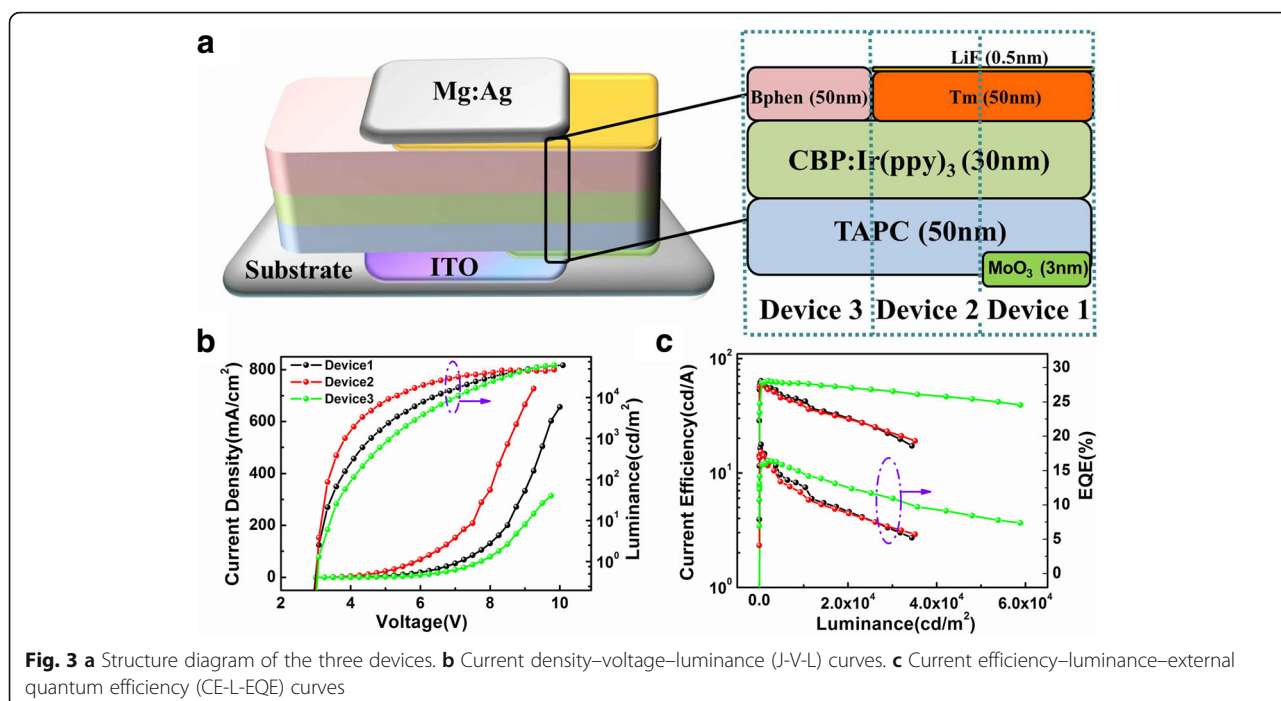 a
Mg:Ag
Substrate
ITO
LiF (0.5nm)
Bphen (50nm)
Tm (50nm)
CBP:Ir(ppy)₃ (30nm)
TAPC (50nm)
MoO₃ (3nm)
Device 3 Device 2 Device 1
b
Device1
Device2
Device3
Current Density(mA/cm²)
800
600
400
200
0
2 4 6 8 10
Voltage(V)
10⁴
10³
10²
10¹
10⁰
Luminance(cd/m²)
c
Current Efficiency(cd/A)
10²
10¹
10⁰
0.0 2.0x10⁴ 4.0x10⁴ 6.0x10⁴
Luminance(cd/m²)
30
25
20
15
10
5
0
EQE(%)
Fig. 3 a Structure diagram of the three devices. b Current density–voltage–luminance (J-V-L) curves. c Current efficiency–luminance–external
quantum efficiency (CE-L-EQE) curves